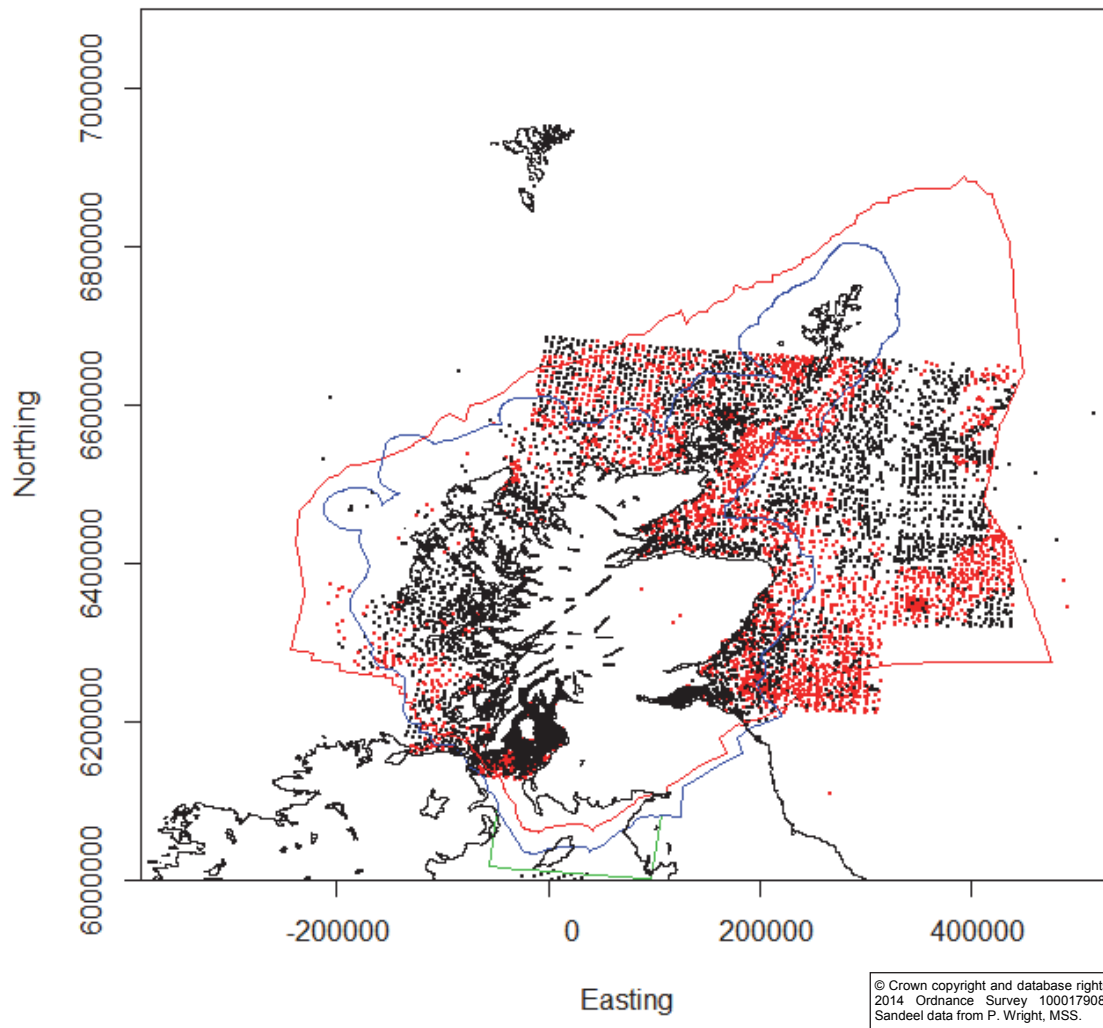 Northing
7000000
6800000
6600000
6400000
6200000
6000000
-200000
0
200000
400000
Easting
© Crown copyright and database right
2014 Ordnance Survey 100017908
Sandeel data from P. Wright, MSS.